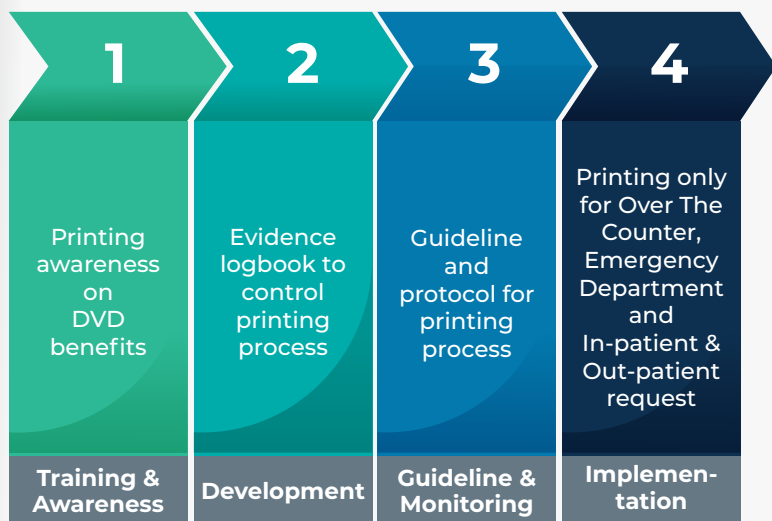 1
Printing
awareness
on
DVD
benefits
Training &
Awareness
2
Evidence
logbook to
control
printing
process
Development
3
Guideline
and
protocol for
printing
process
Guideline &
Monitoring
4
Printing only
for Over The
Counter,
Emergency
Department
and
In-patient &
Out-patient
request
Implemen-
tation